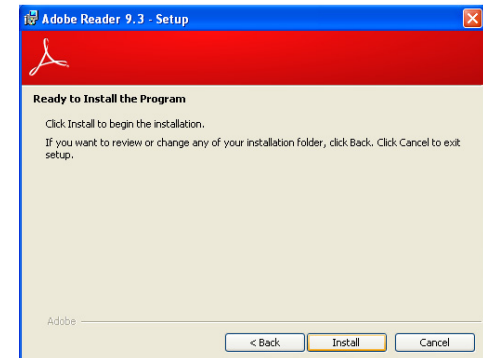 Adobe Reader 9.3 - Setup
Ready to Install the Program
Click Install to begin the installation.
If you want to review or change any of your installation folder, click Back. Click Cancel to exit
setup.
Adobe
< Back Install Cancel